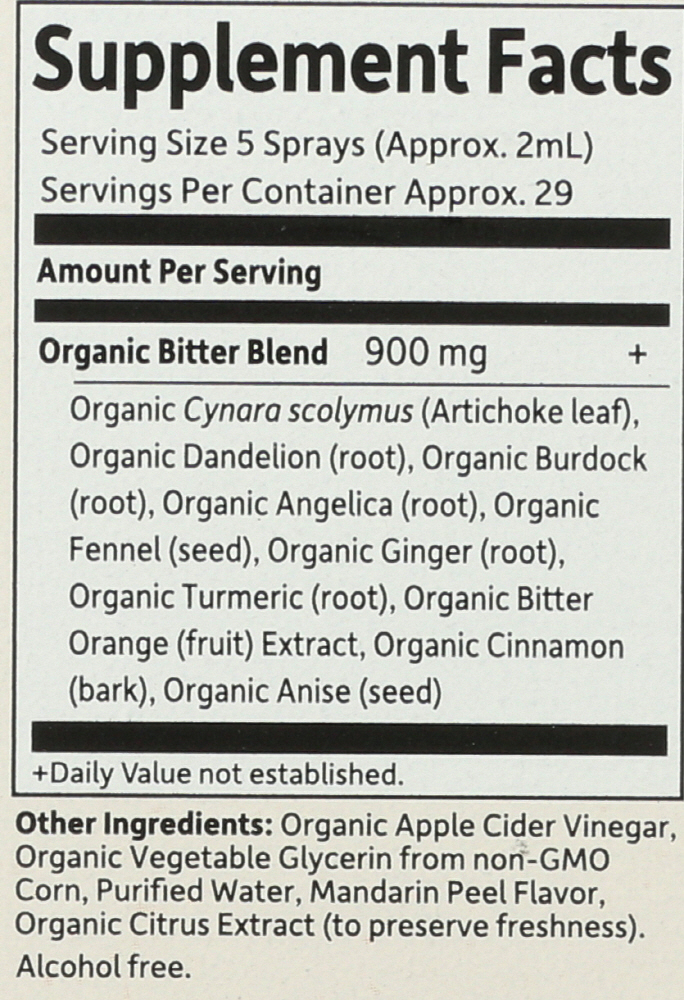 Supplement Facts
Serving Size 5 Sprays (Approx. 2mL)
Servings Per Container Approx. 29
Amount Per Serving
Organic Bitter Blend 900 mg +
Organic Cynara scolymus (Artichoke leaf),
Organic Dandelion (root), Organic Burdock
(root), Organic Angelica (root), Organic
Fennel (seed), Organic Ginger (root),
Organic Turmeric (root), Organic Bitter
Orange (fruit) Extract, Organic Cinnamon
(bark), Organic Anise (seed)
+Daily Value not established.
Other Ingredients: Organic Apple Cider Vinegar,
Organic Vegetable Glycerin from non-GMO
Corn, Purified Water, Mandarin Peel Flavor,
Organic Citrus Extract (to preserve freshness).
Alcohol free.